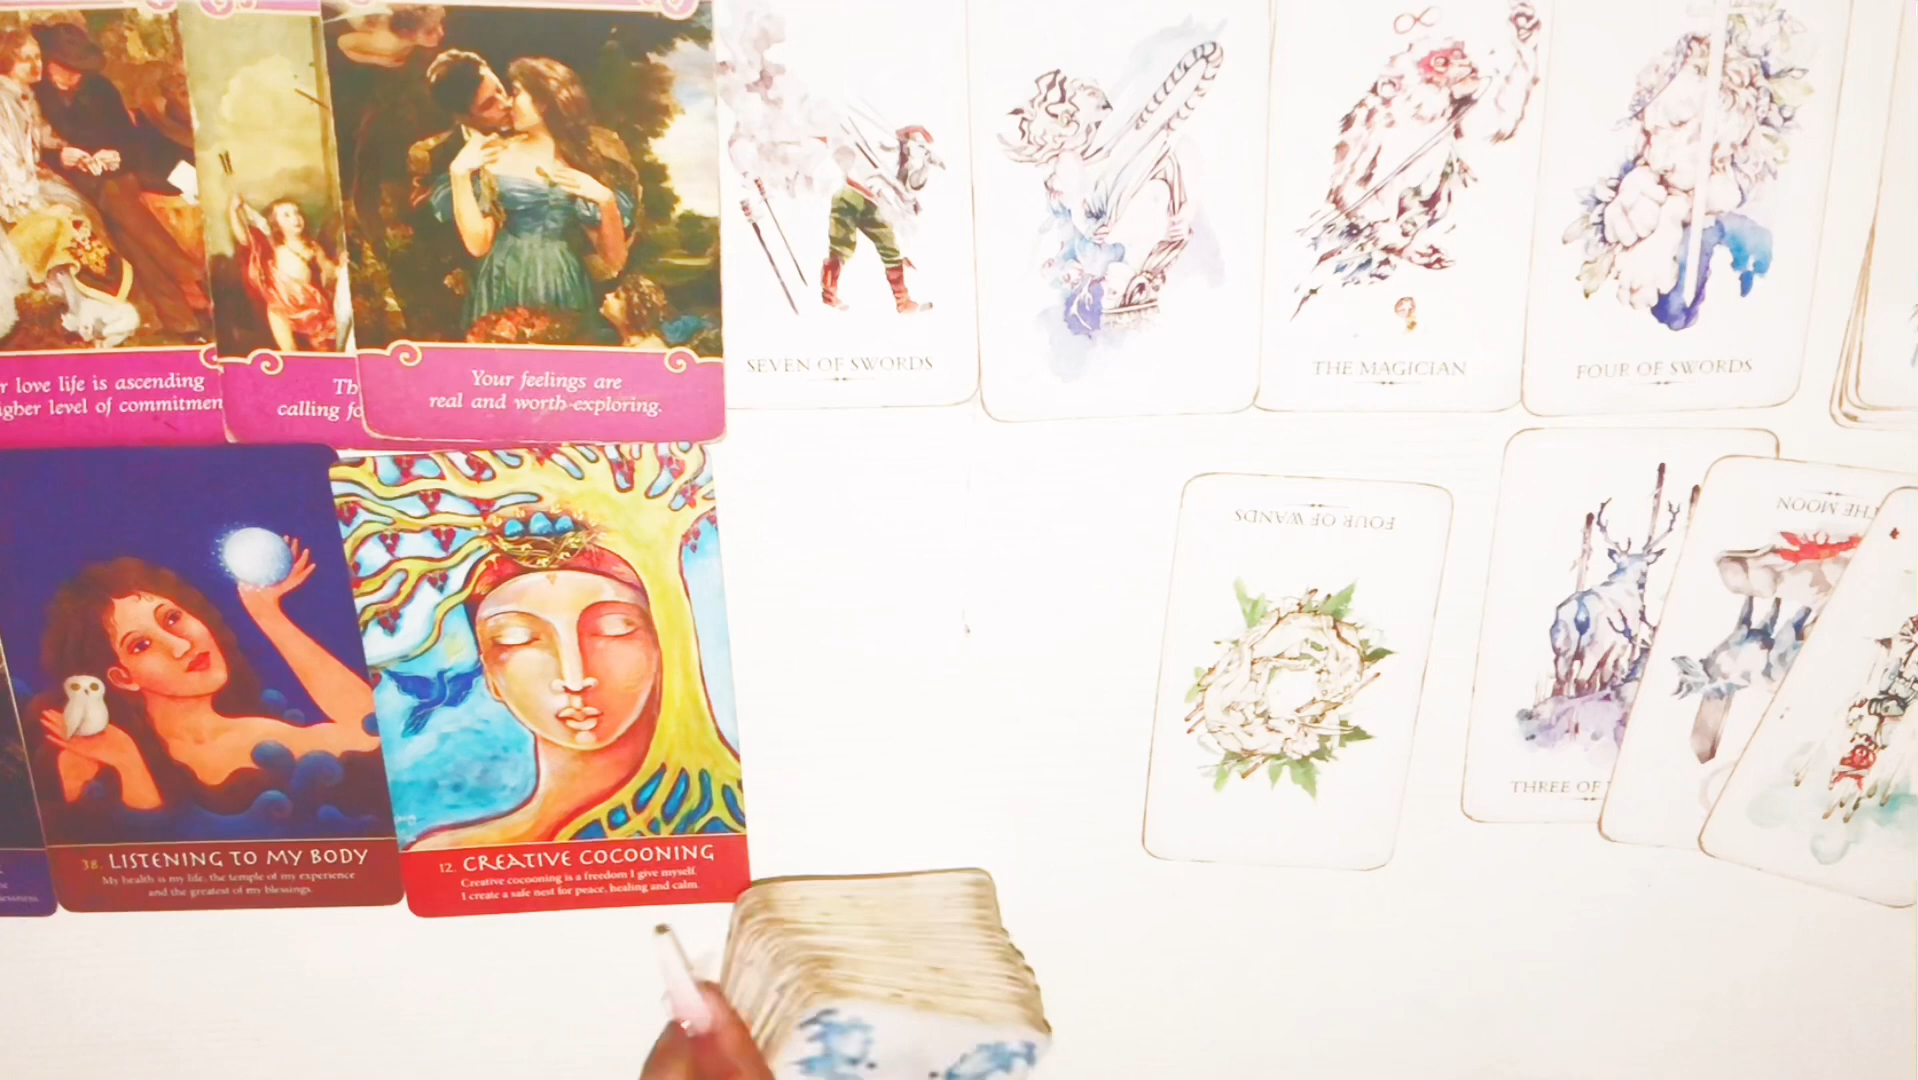 r love life is ascending
igher level of commitmen
Th
calling fo
Your feelings are
real and worth exploring.
SEVEN OF SWORDS
THE MAGICIAN
FOUR OF SWORDS
FOUR OF WANDS
THREE OF
THE MOON
38. LISTENING TO MY BODY
My health is my life, the temple of my experience
and the greatest of my blessings.
12. CREATIVE COCOONING
Creative cocooning is a freedom I give myself.
I create a safe nest for peace, healing and calm.